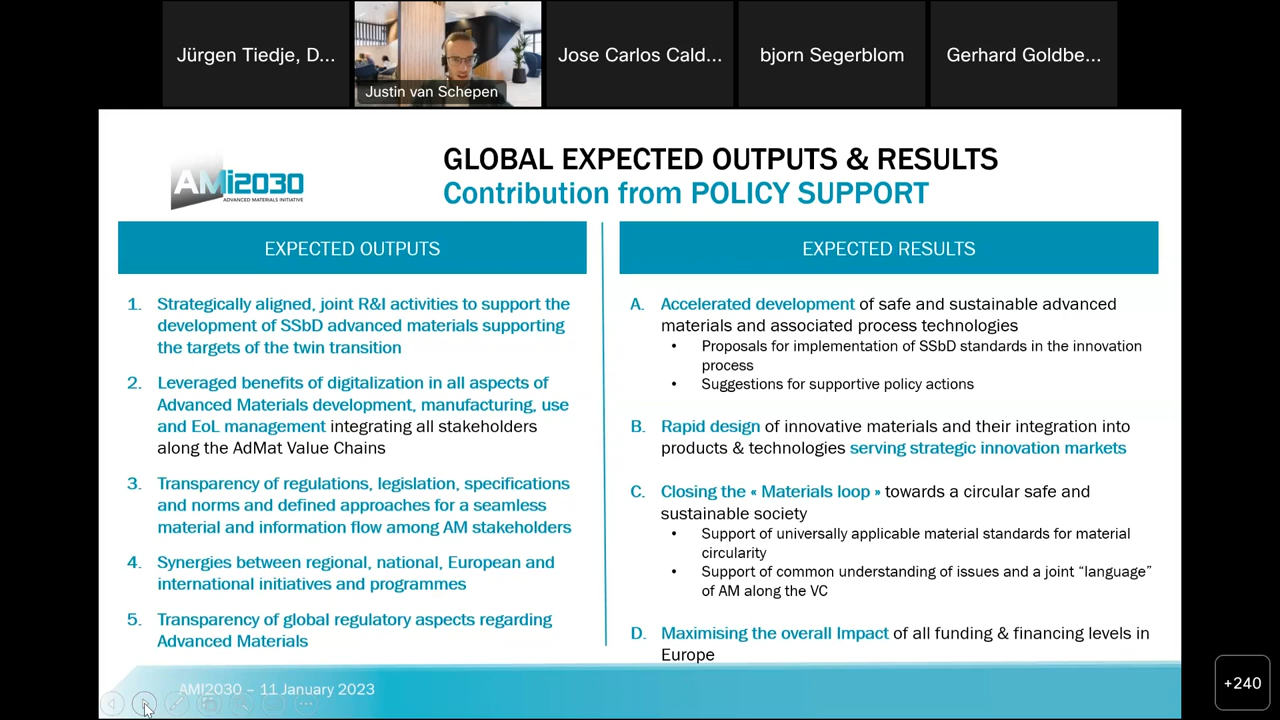 Jürgen Tiedje, D...
Justin van Schepen
Jose Carlos Cald...
bjorn Segerblom
Gerhard Goldbe...
AMi2030
ADVANCED MATERIALS INITIATIVE
GLOBAL EXPECTED OUTPUTS & RESULTS
Contribution from POLICY SUPPORT
EXPECTED OUTPUTS
1. Strategically aligned, joint R&I activities to support the
development of SSbD advanced materials supporting
the targets of the twin transition
2. Leveraged benefits of digitalization in all aspects of
Advanced Materials development, manufacturing, use
and EoL management integrating all stakeholders
along the AdMat Value Chains
3. Transparency of regulations, legislation, specifications
and norms and defined approaches for a seamless
material and information flow among AM stakeholders
4. Synergies between regional, national, European and
international initiatives and programmes
5. Transparency of global regulatory aspects regarding
Advanced Materials
EXPECTED RESULTS
A. Accelerated development of safe and sustainable advanced
materials and associated process technologies
• Proposals for implementation of SSbD standards in the innovation
process
• Suggestions for supportive policy actions
B. Rapid design of innovative materials and their integration into
products & technologies serving strategic innovation markets
C. Closing the « Materials loop » towards a circular safe and
sustainable society
• Support of universally applicable material standards for material
circularity
• Support of common understanding of issues and a joint “language”
of AM along the VC
D. Maximising the overall Impact of all funding & financing levels in
Europe
AMI2030 – 11 January 2023
+240